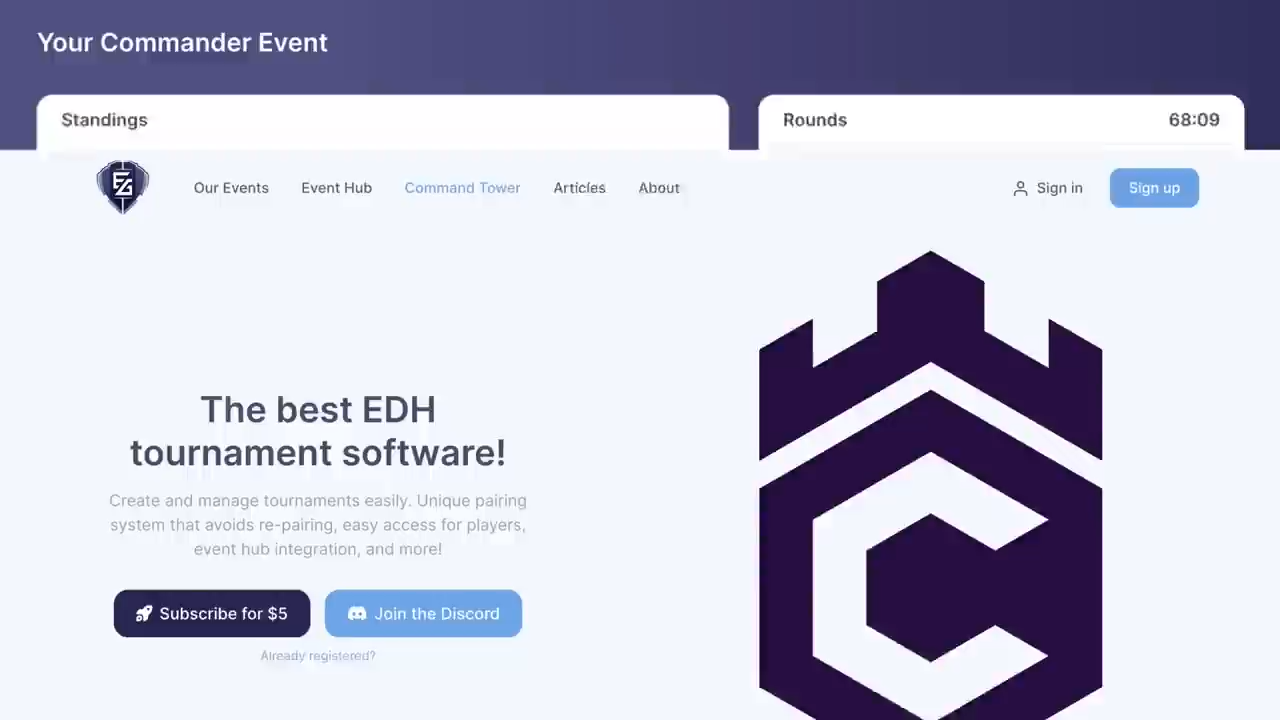 Your Commander Event
Standings
Rounds 68:09
EG
Our Events Event Hub Command Tower Articles About Sign in Sign up
The best EDH
tournament software!
Create and manage tournaments easily. Unique pairing
system that avoids re-pairing, easy access for players,
event hub integration, and more!
Subscribe for $5 Join the Discord
Already registered?
C